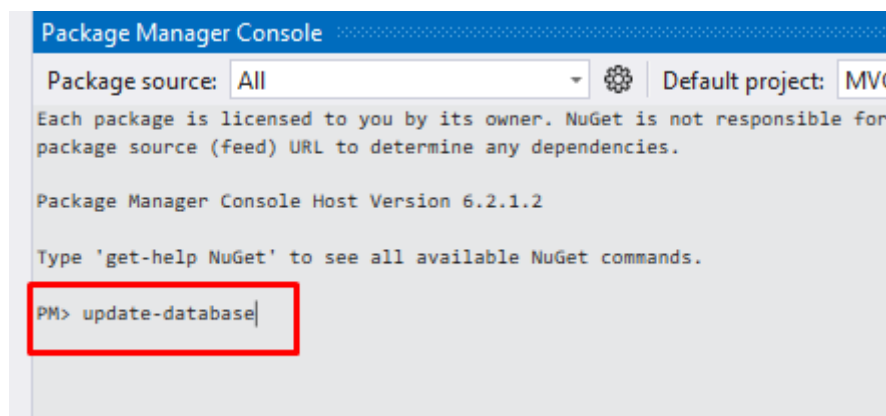 Package Manager Console
Package source: All Default project:
Each package is licensed to you by its owner. NuGet is not responsible for
package source (feed) URL to determine any dependencies.
Package Manager Console Host Version 6.2.1.2
Type 'get-help NuGet' to see all available NuGet commands.
PM> update-database